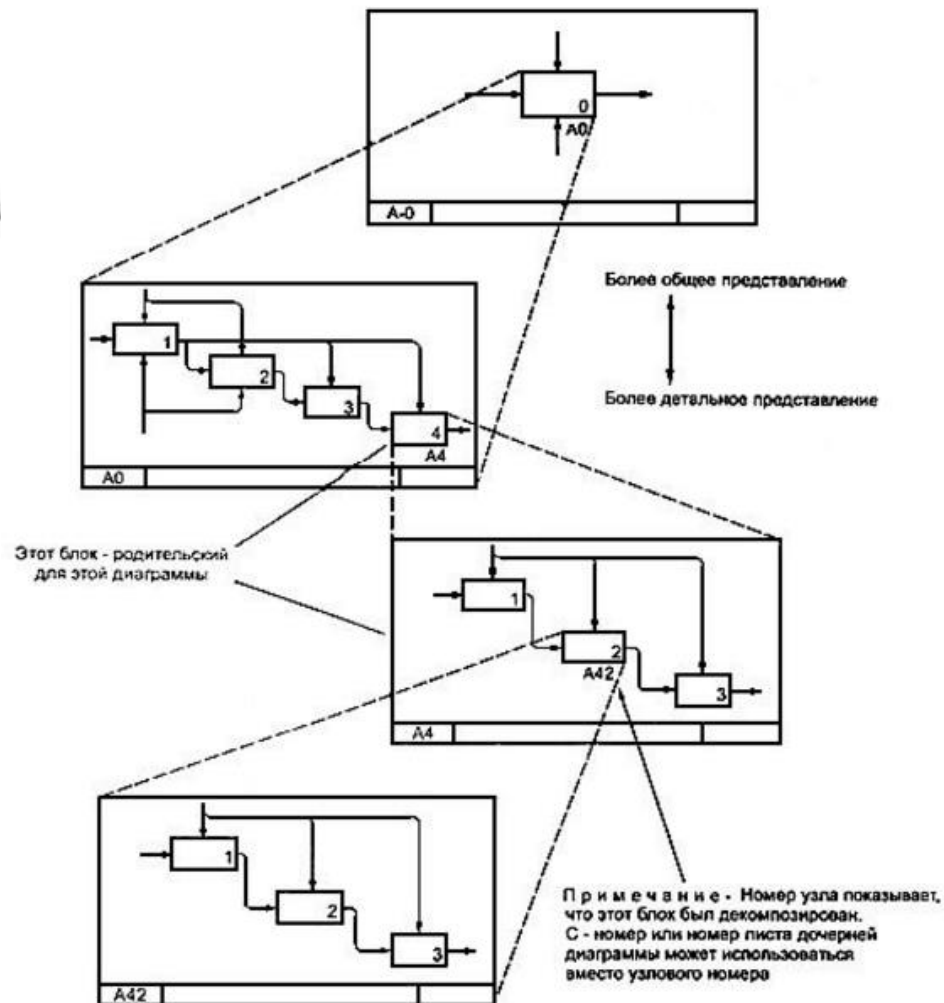 0
A0
A-0
Более общее представление
Более детальное представление
1
2
3
4
A4
A0
Этот блок - родительский
для этой диаграммы
1
2
A42
3
A4
1
2
3
A42
Примечание - Номер узла показывает,
что этот блок был декомпозирован.
С - номер или номер листа дочерней
диаграммы может использоваться
вместо узлового номера